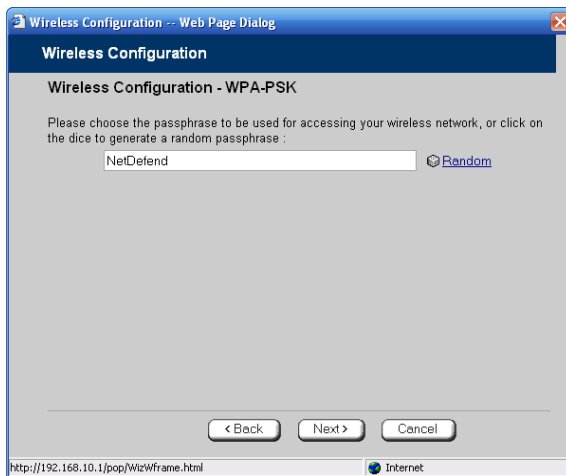 Wireless Configuration -- Web Page Dialog
Wireless Configuration
Wireless Configuration - WPA-PSK
Please choose the passphrase to be used for accessing your wireless network, or click on
the dice to generate a random passphrase :
NetDefend Random
< Back Next > Cancel
http://192.168.10.1/pop/WizWframe.html Internet